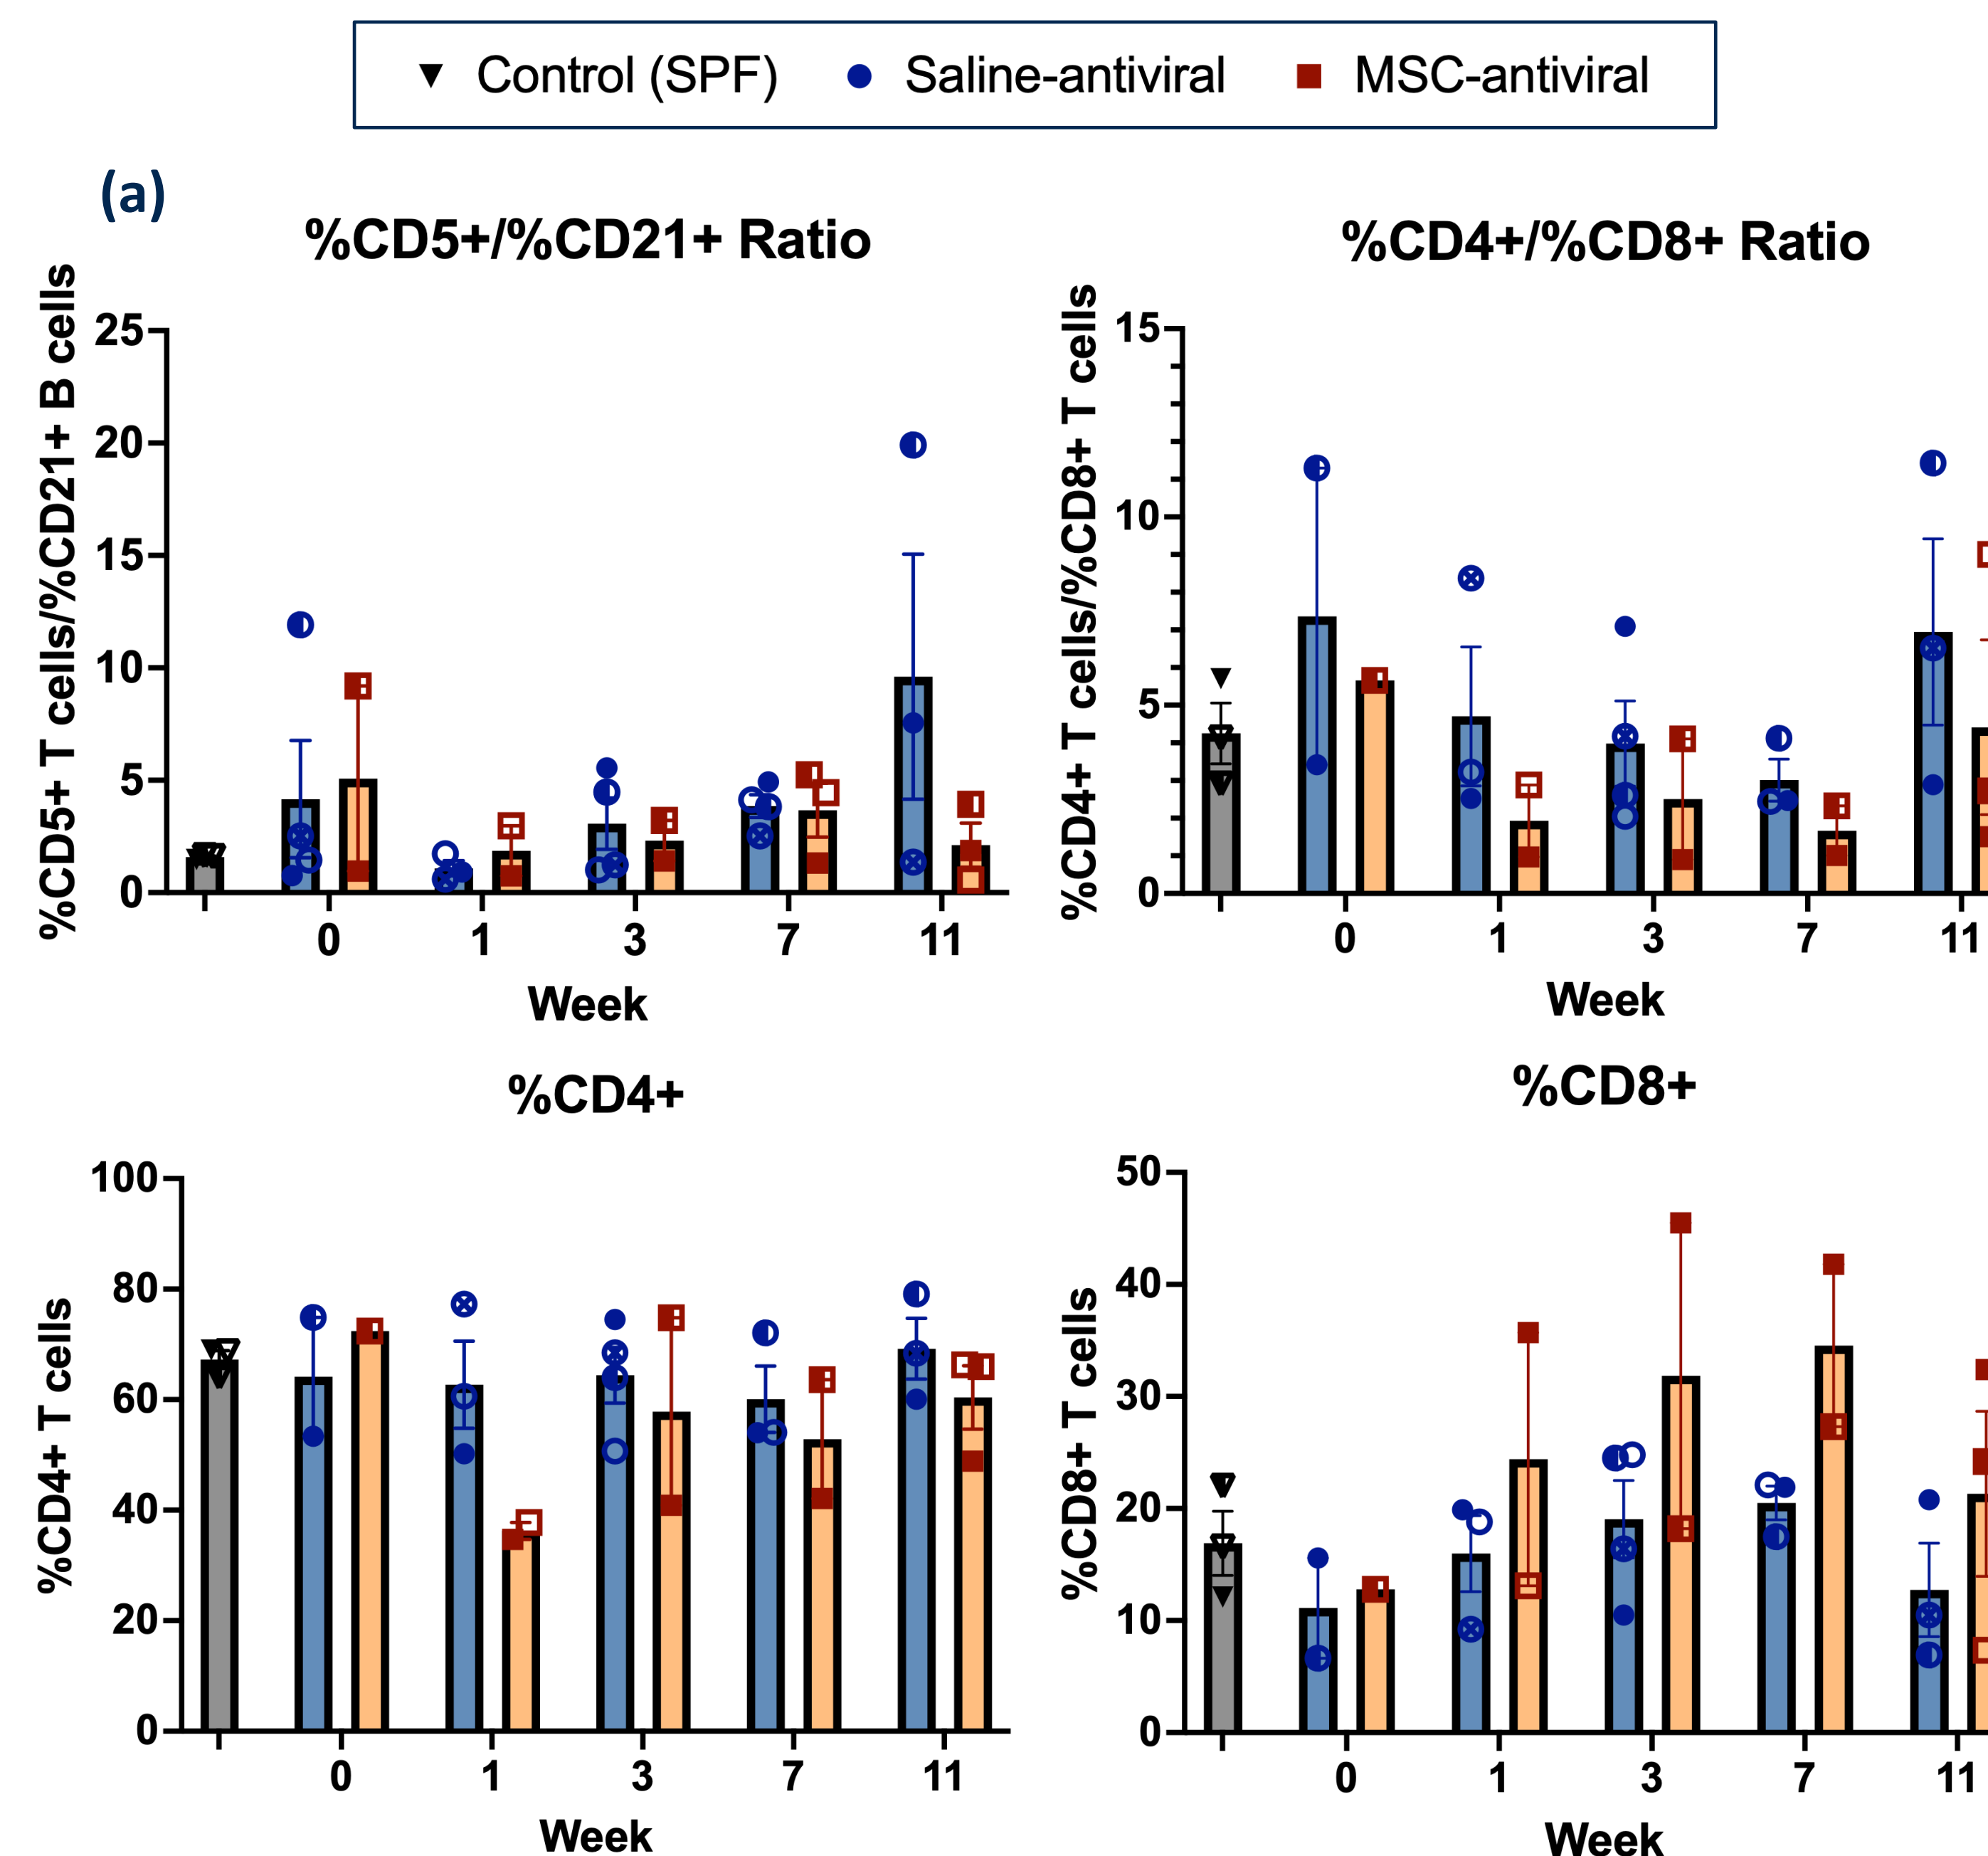 Control (SPF) Saline-antiviral MSC-antiviral
(a)
%CD5+/%CD21+ Ratio
%CD5+ T cells/%CD21+ B cells
25
20
15
10
5
0
0 1 3 7 11
Week
%CD4+/%CD8+ Ratio
%CD4+ T cells/%CD8+ T cells
15
10
5
0
0 1 3 7 11
Week
%CD4+
%CD4+ T cells
100
80
60
40
20
0
0 1 3 7 11
Week
%CD8+
%CD8+ T cells
50
40
30
20
10
0
0 1 3 7 11
Week